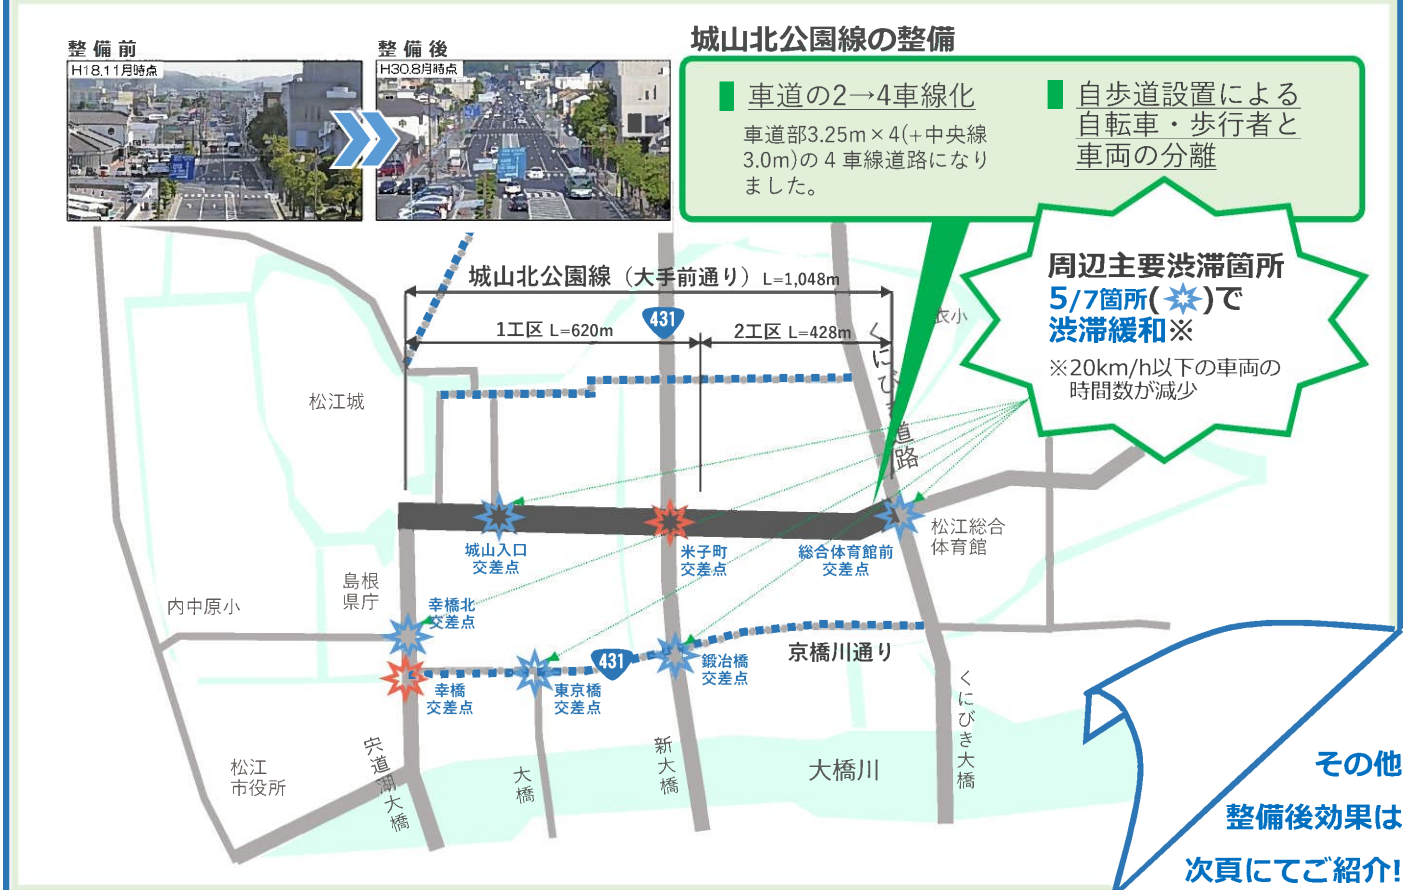 整備前
H18.11月時点
整備後
H30.8月時点
城山北公園線の整備
車道の2→4車線化
車道部3.25m×4(+中央線
3.0m)の4車線道路になり
ました。
自歩道設置による
自転車・歩行者と
車両の分離
周辺主要渋滞箇所
5/7箇所( )で
渋滞緩和※
※20km/h以下の車両の
時間数が減少
城山北公園線（大手前通り）L=1,048m
1工区 L=620m
431
2工区 L=428m
衣小
くにびき道路
松江城
城山入口
交差点
米子町
交差点
総合体育館前
交差点
松江総合
体育館
島根
県庁
内中原小
幸橋北
交差点
幸橋
交差点
東京橋
交差点
431
鍛冶橋
交差点
京橋川通り
松江
市役所
宍道湖大橋
大橋
新大橋
大橋川
くにびき大橋
その他
整備後効果は
次頁にてご紹介!